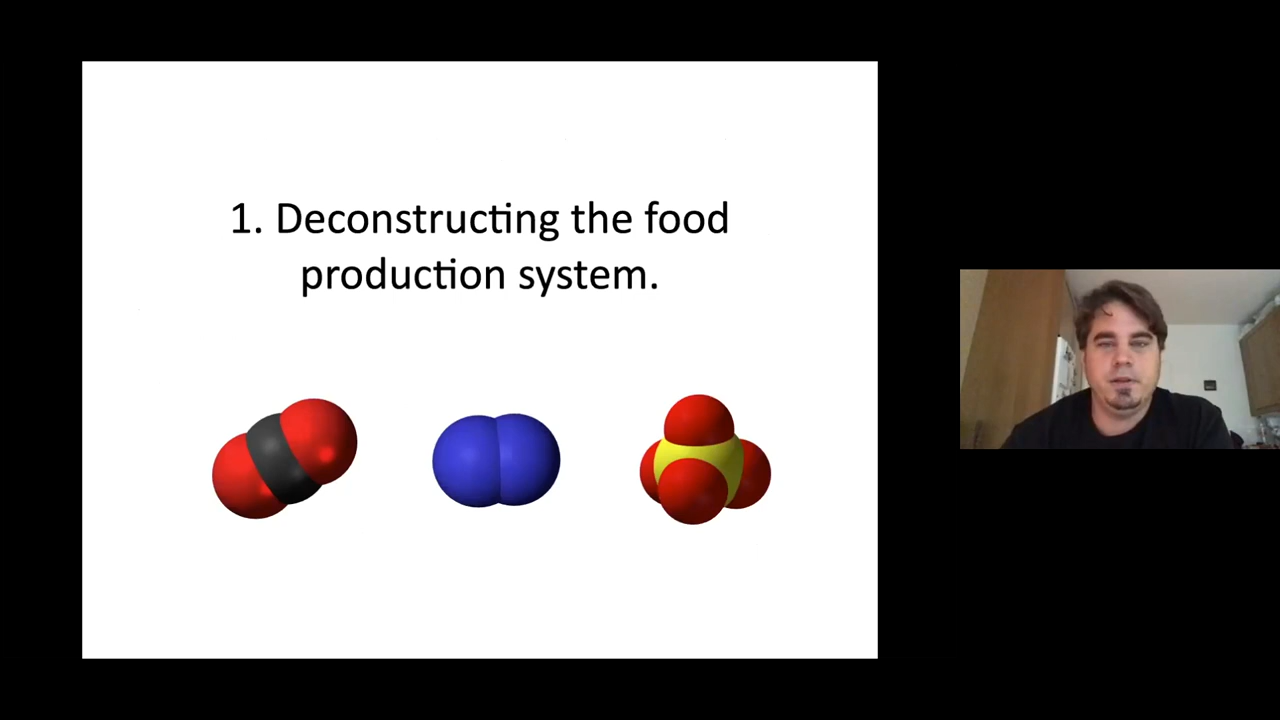 1. Deconstructing the food
production system.